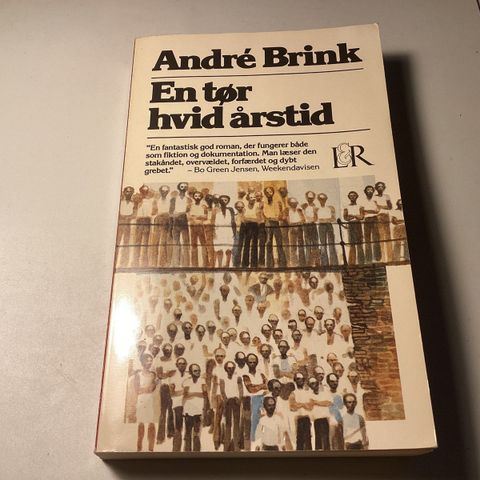 André Brink
En tør
hvid årstid
"En fantastisk god roman, der fungerer både
som fiktion og dokumentation. Man læser den
stakåndet, overvældet, forfærdet og dybt
grebet." – Bo Green Jensen, Weekendavisen
L&R